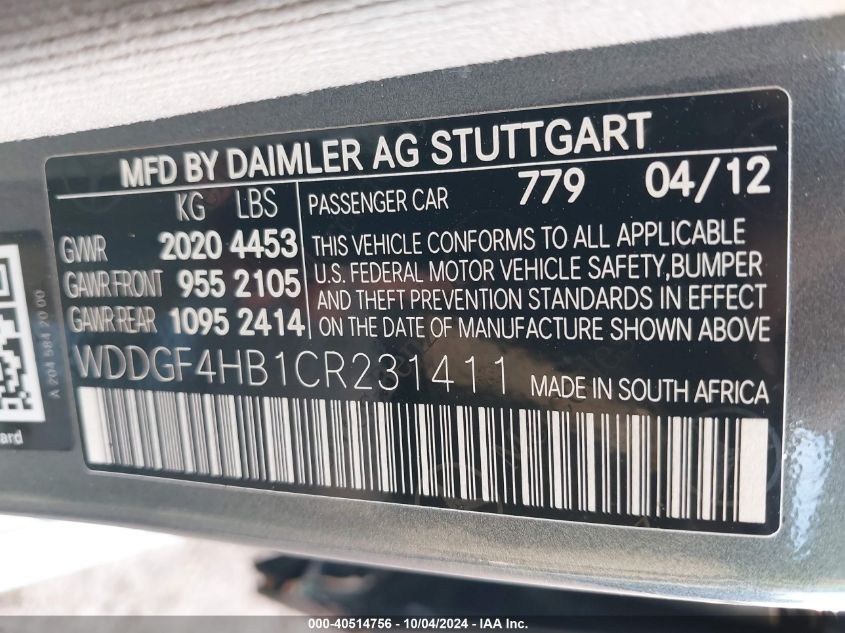 MFD BY DAIMLER AG STUTTGART
KG LBS
GVWR 2020 4453
GAWR FRONT 955 2105
GAWR REAR 1095 2414
PASSENGER CAR 779 04/12
THIS VEHICLE CONFORMS TO ALL APPLICABLE
U.S. FEDERAL MOTOR VEHICLE SAFETY,BUMPER
AND THEFT PREVENTION STANDARDS IN EFFECT
ON THE DATE OF MANUFACTURE SHOWN ABOVE
WDDGF4HB1CR231411 MADE IN SOUTH AFRICA
A 204 584 20 00
ard
000-40514756 - 10/04/2024 - IAAI Inc.